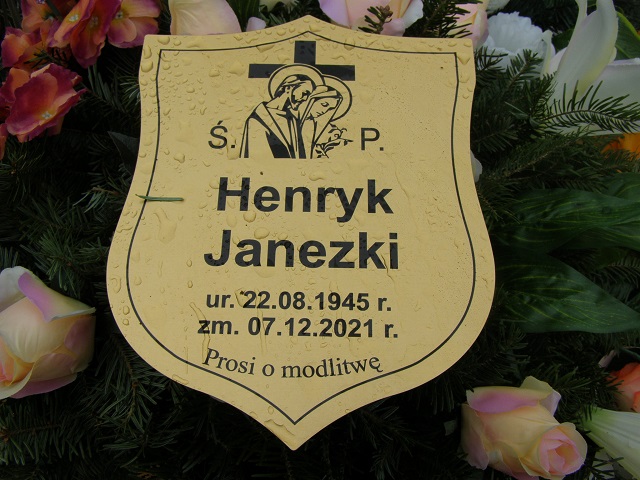 Ś. P.
Henryk
Janezki
ur. 22.08.1945 r.
zm. 07.12.2021 r.
Prosi o modlitwę